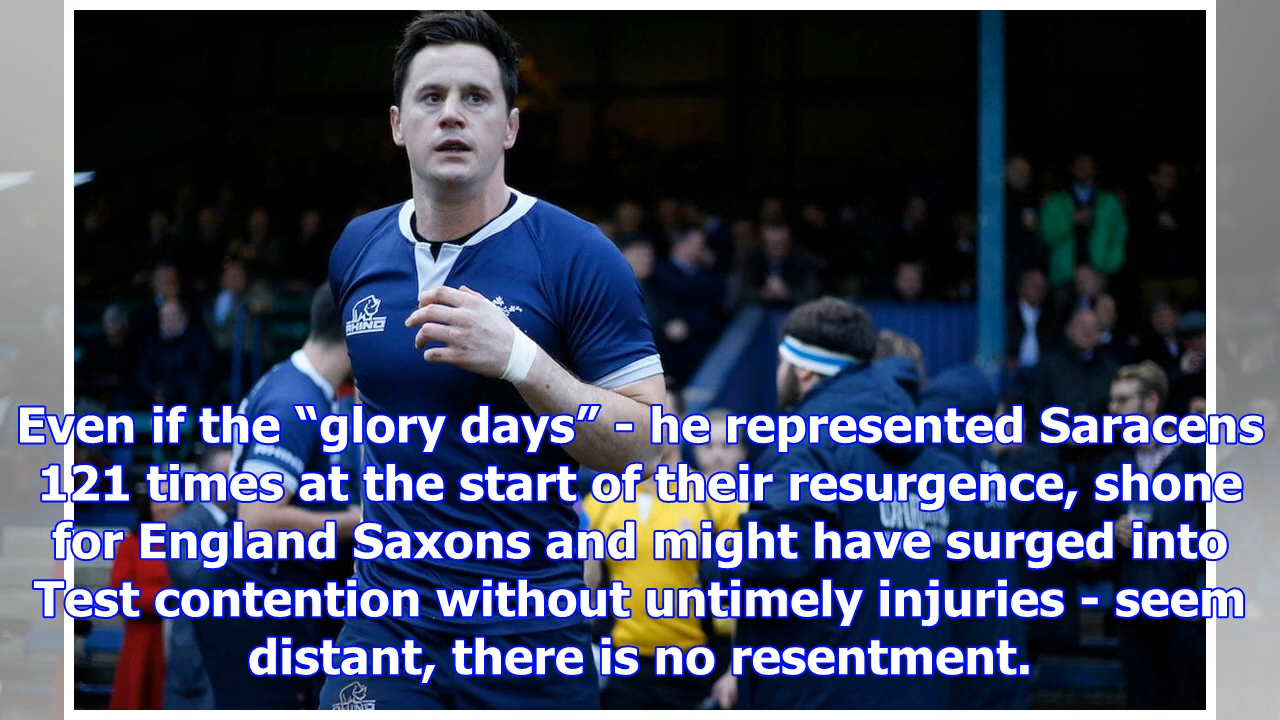 RHINO
Even if the “glory days” - he represented Saracens
121 times at the start of their resurgence, shone
for England Saxons and might have surged into
Test contention without untimely injuries - seem
distant, there is no resentment.
RHINO